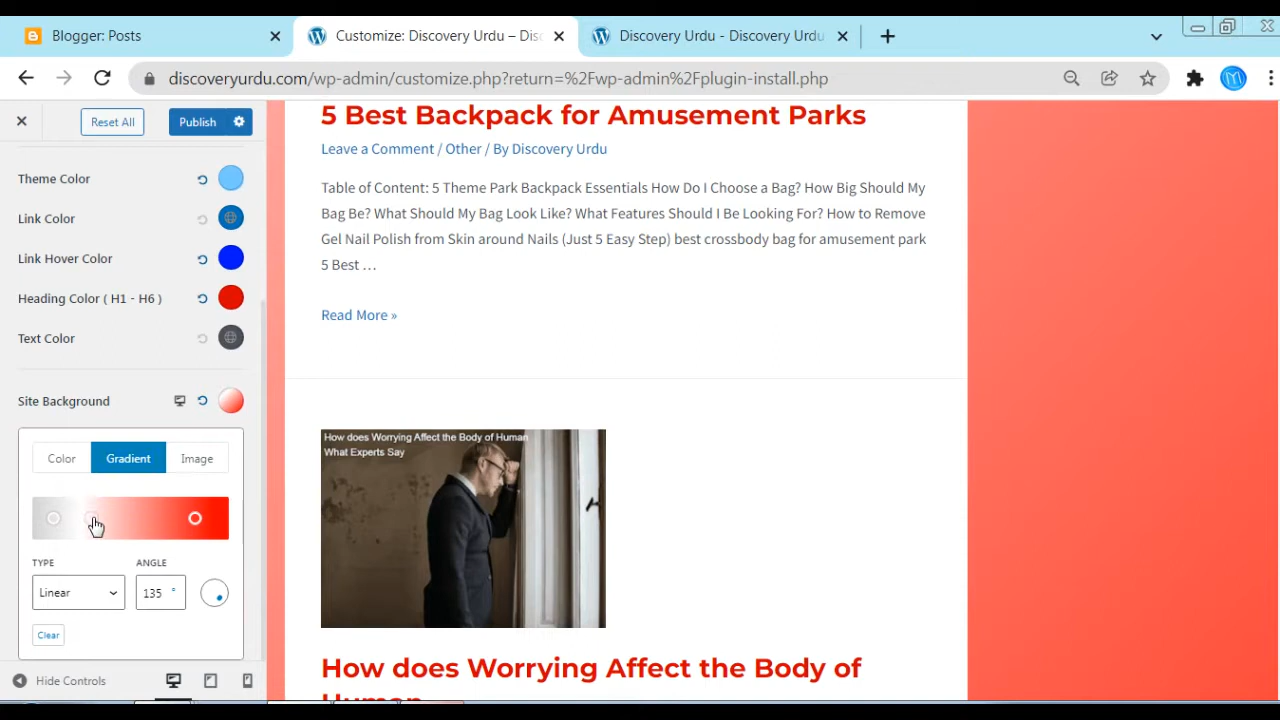 Blogger: Posts
Customize: Discovery Urdu – Dis
Discovery Urdu - Discovery Urdu
discoveryurdu.com/wp-admin/customize.php?return=%2Fwp-admin%2Fplugin-install.php
Reset All
Publish
Theme Color
Link Color
Link Hover Color
Heading Color ( H1 - H6 )
Text Color
Site Background
Color
Gradient
Image
TYPE
ANGLE
Linear
135 °
Clear
Hide Controls
5 Best Backpack for Amusement Parks
Leave a Comment / Other / By Discovery Urdu
Table of Content: 5 Theme Park Backpack Essentials How Do I Choose a Bag? How Big Should My
Bag Be? What Should My Bag Look Like? What Features Should I Be Looking For? How to Remove
Gel Nail Polish from Skin around Nails (Just 5 Easy Step) best crossbody bag for amusement park
5 Best …
Read More »
How does Worrying Affect the Body of Human
What Experts Say
How does Worrying Affect the Body of
Human